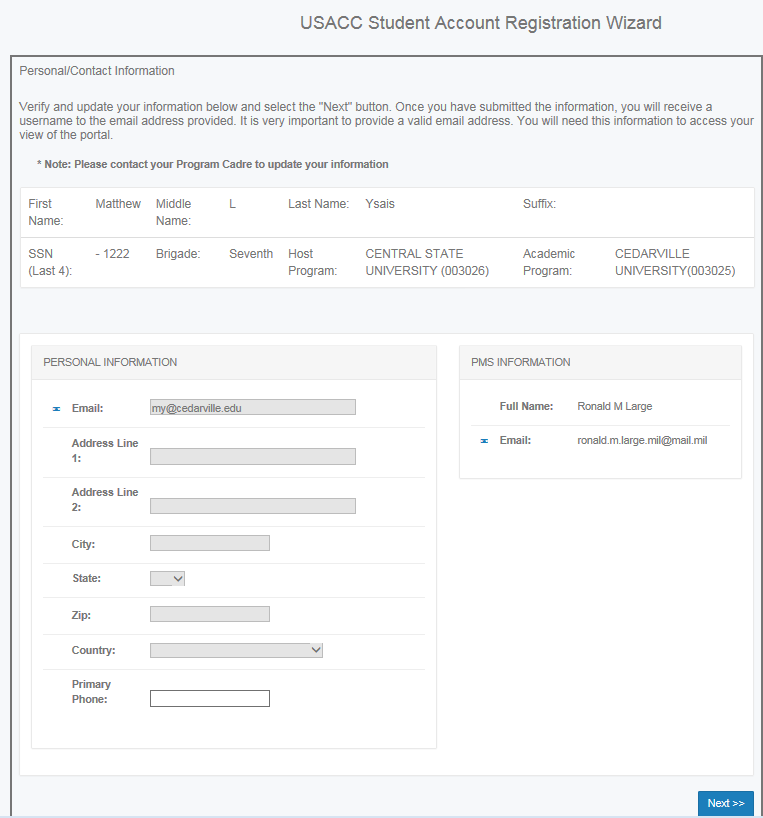 USACC Student Account Registration Wizard
Personal/Contact Information
Verify and update your information below and select the "Next" button. Once you have submitted the information, you will receive a
username to the email address provided. It is very important to provide a valid email address. You will need this information to access your
view of the portal.
* Note: Please contact your Program Cadre to update your information
First Name: Matthew Middle Name: L Last Name: Ysais Suffix:
SSN (Last 4): - 1222 Brigade: Seventh Host Program: CENTRAL STATE UNIVERSITY (003026) Academic Program: CEDARVILLE UNIVERSITY(003025)
PERSONAL INFORMATION
Email: my@cedarville.edu
Address Line
1:
Address Line
2:
City:
State:
Zip:
Country:
Primary
Phone:
PMS INFORMATION
Full Name: Ronald M Large
Email: ronald.m.large.mil@mail.mil
Next >>